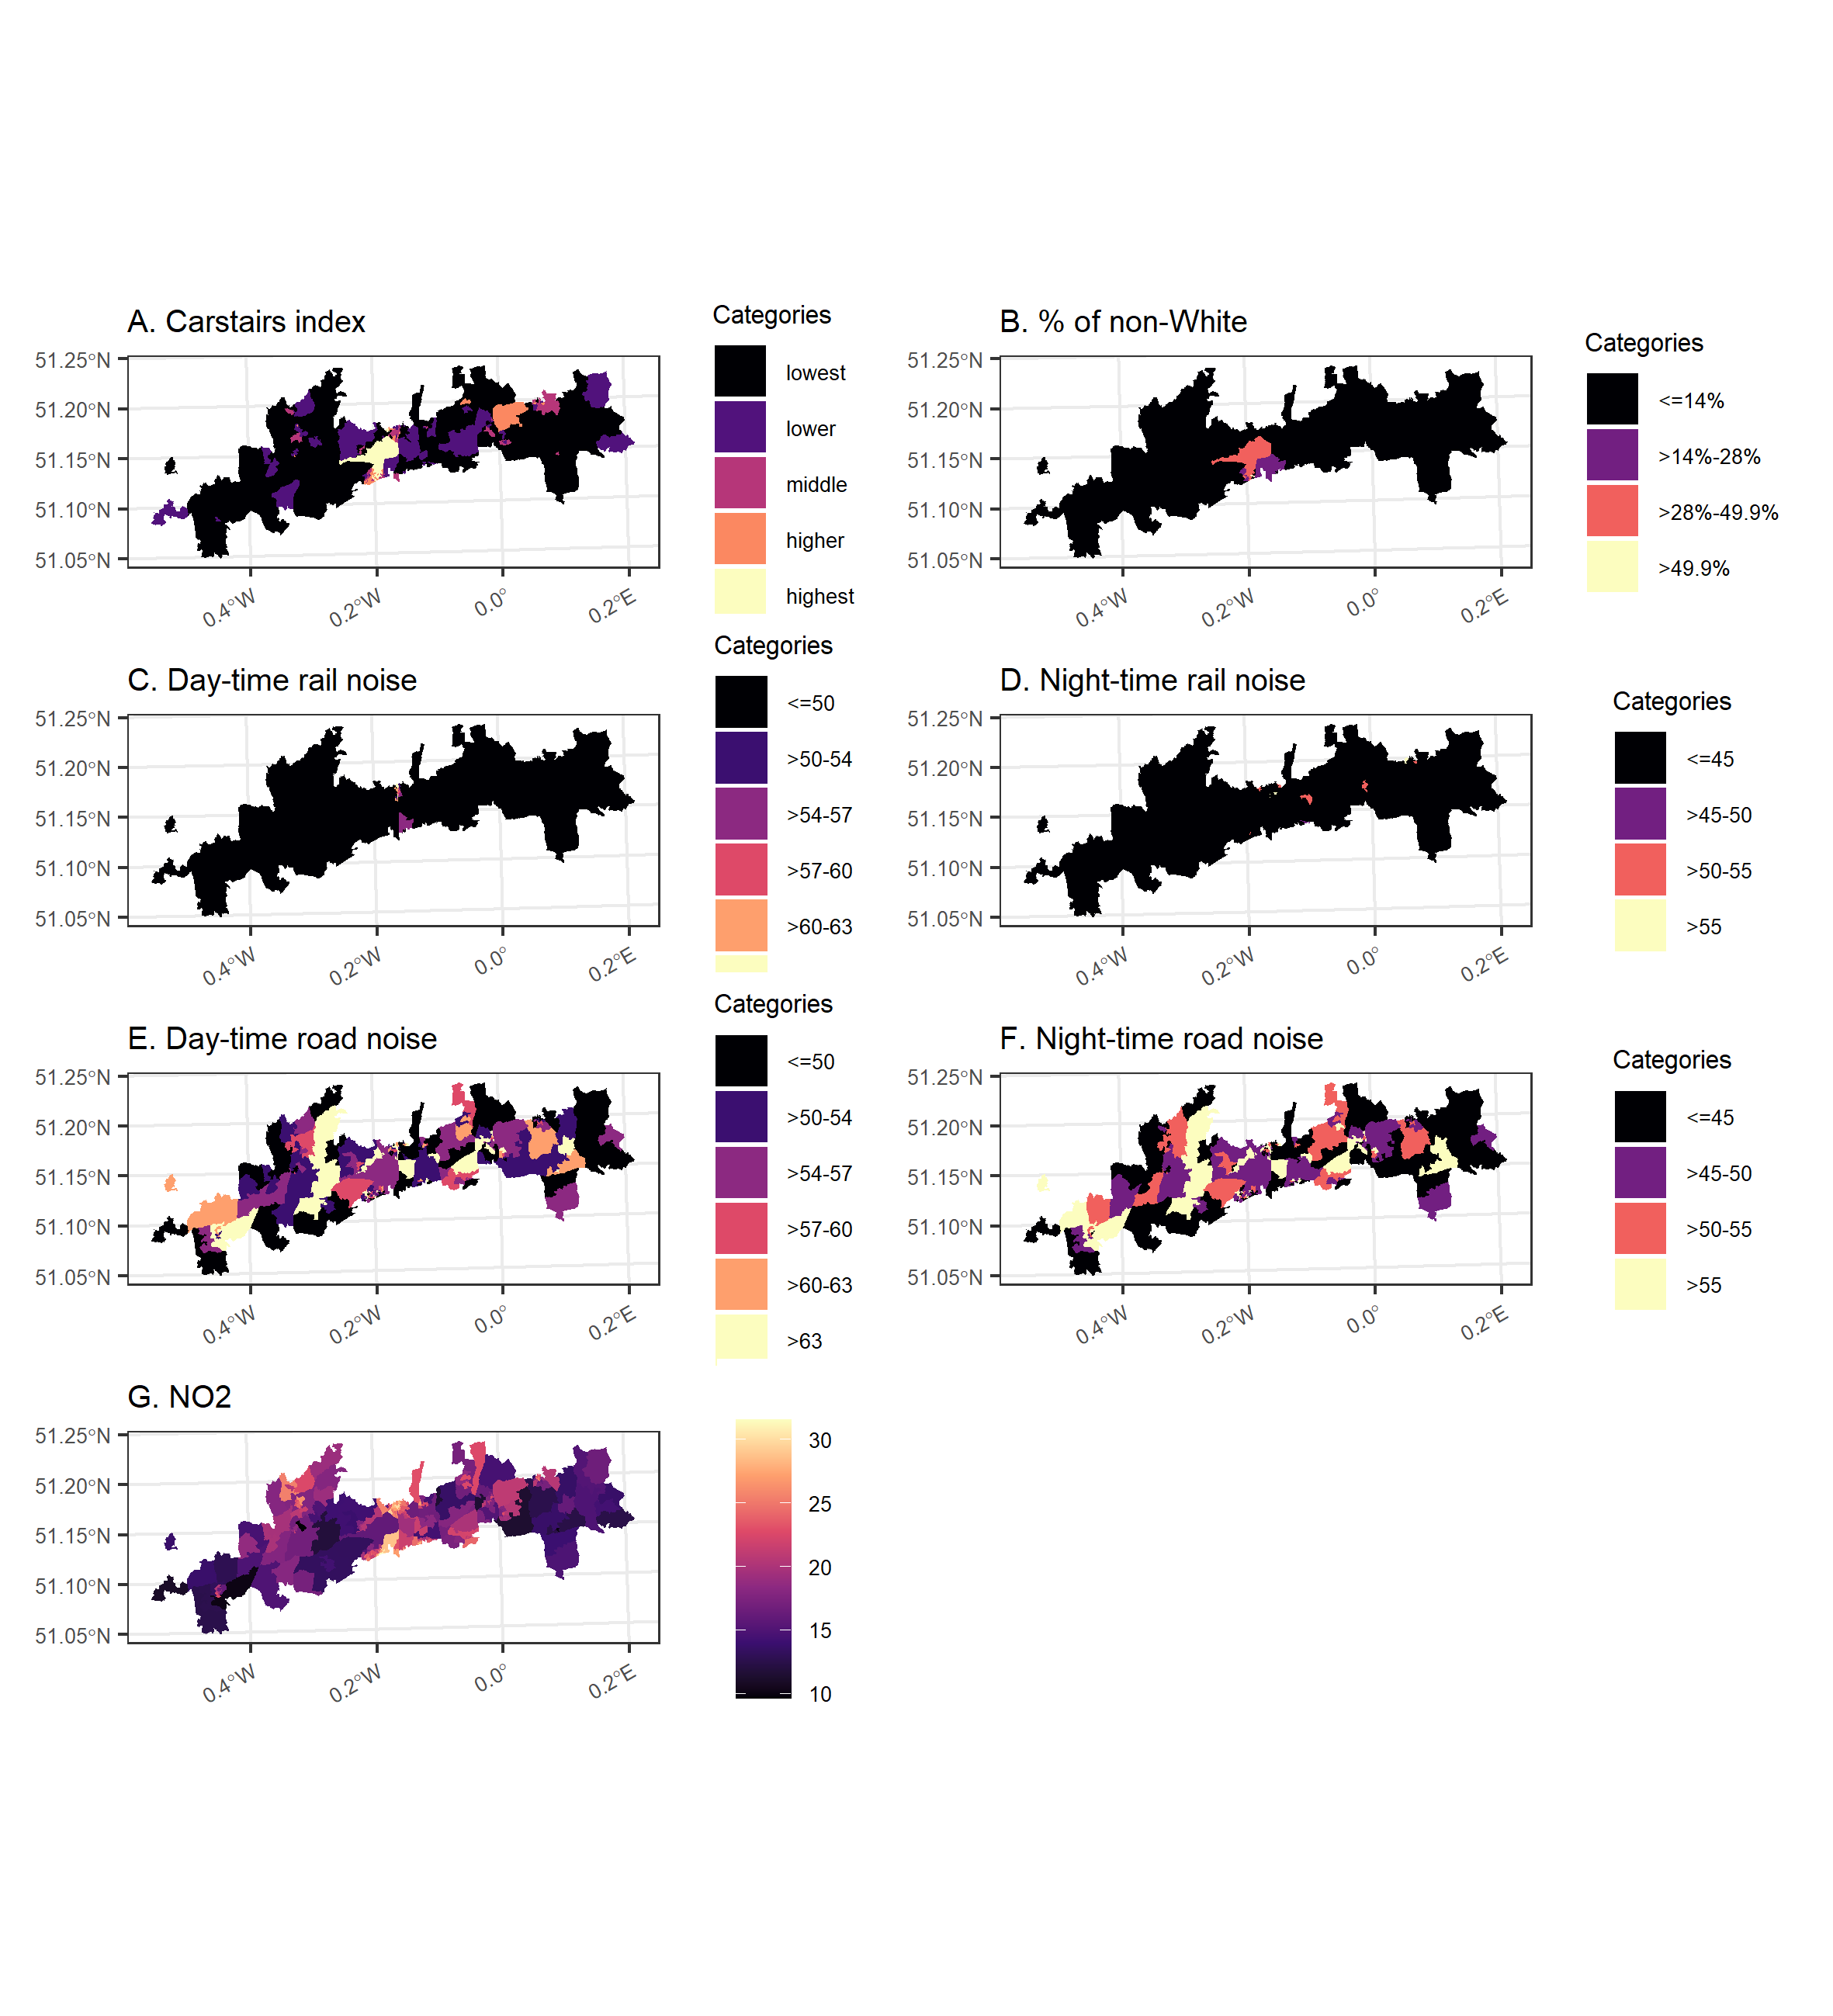 A. Carstairs index
51.25°N
51.20°N
51.15°N
51.10°N
51.05°N
0.4°W
0.2°W
0.0°
0.2°E
Categories
lowest
lower
middle
higher
highest
B. % of non-White
51.25°N
51.20°N
51.15°N
51.10°N
51.05°N
0.4°W
0.2°W
0.0°
0.2°E
Categories
<=14%
>14%-28%
>28%-49.9%
>49.9%
C. Day-time rail noise
51.25°N
51.20°N
51.15°N
51.10°N
51.05°N
0.4°W
0.2°W
0.0°
0.2°E
Categories
<=50
>50-54
>54-57
>57-60
>60-63
D. Night-time rail noise
51.25°N
51.20°N
51.15°N
51.10°N
51.05°N
0.4°W
0.2°W
0.0°
0.2°E
Categories
<=45
>45-50
>50-55
>55
E. Day-time road noise
51.25°N
51.20°N
51.15°N
51.10°N
51.05°N
0.4°W
0.2°W
0.0°
0.2°E
Categories
<=50
>50-54
>54-57
>57-60
>60-63
>63
F. Night-time road noise
51.25°N
51.20°N
51.15°N
51.10°N
51.05°N
0.4°W
0.2°W
0.0°
0.2°E
Categories
<=45
>45-50
>50-55
>55
G. NO2
51.25°N
51.20°N
51.15°N
51.10°N
51.05°N
0.4°W
0.2°W
0.0°
0.2°E
30
25
20
15
10